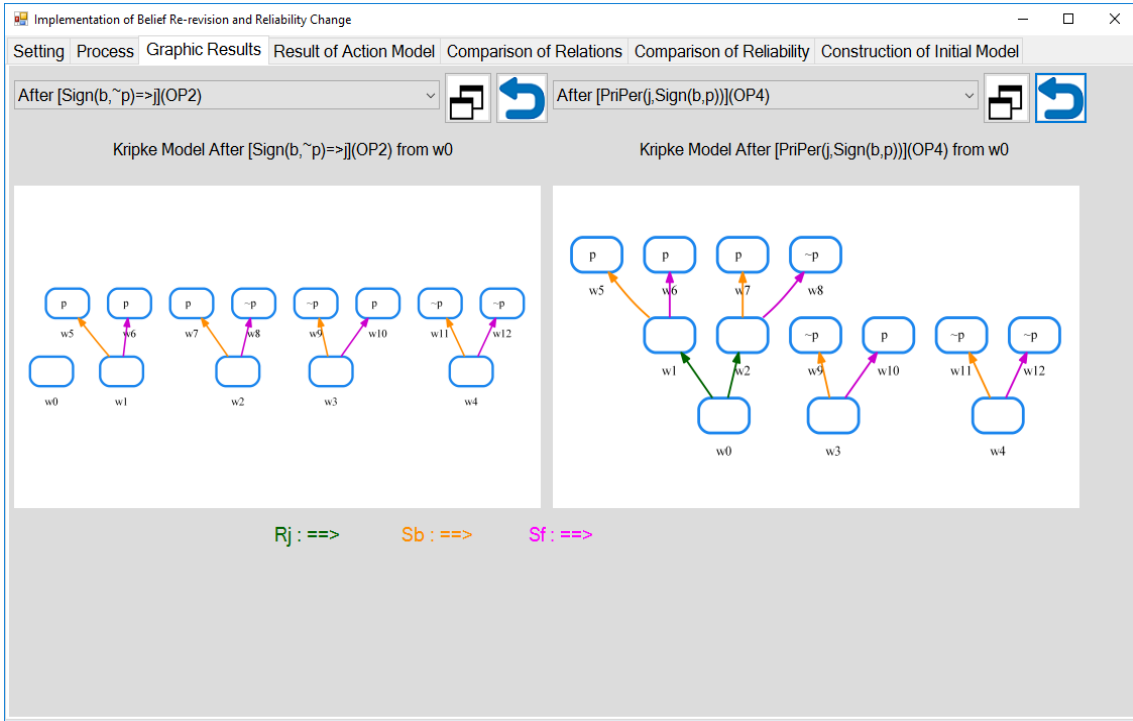 Implementation of Belief Re-revision and Reliability Change
Setting Process Graphic Results Result of Action Model Comparison of Relations Comparison of Reliability Construction of Initial Model
After [Sign(b,~p)=>j](OP2) After [PriPer(j,Sign(b,p))](OP4)
Kripke Model After [Sign(b,~p)=>j](OP2) from w0 Kripke Model After [PriPer(j,Sign(b,p))](OP4) from w0
p p p ~p ~p p ~p ~p
w5 w6 w7 w8 w9 w10 w11 w12
w0 w1 w2 w3 w4
p p p ~p
w5 w6 w7 w8
~p p ~p ~p
w1 w2 w9 w10 w11 w12
w0 w3 w4
Rj : ==> Sb : ==> Sf : ==>